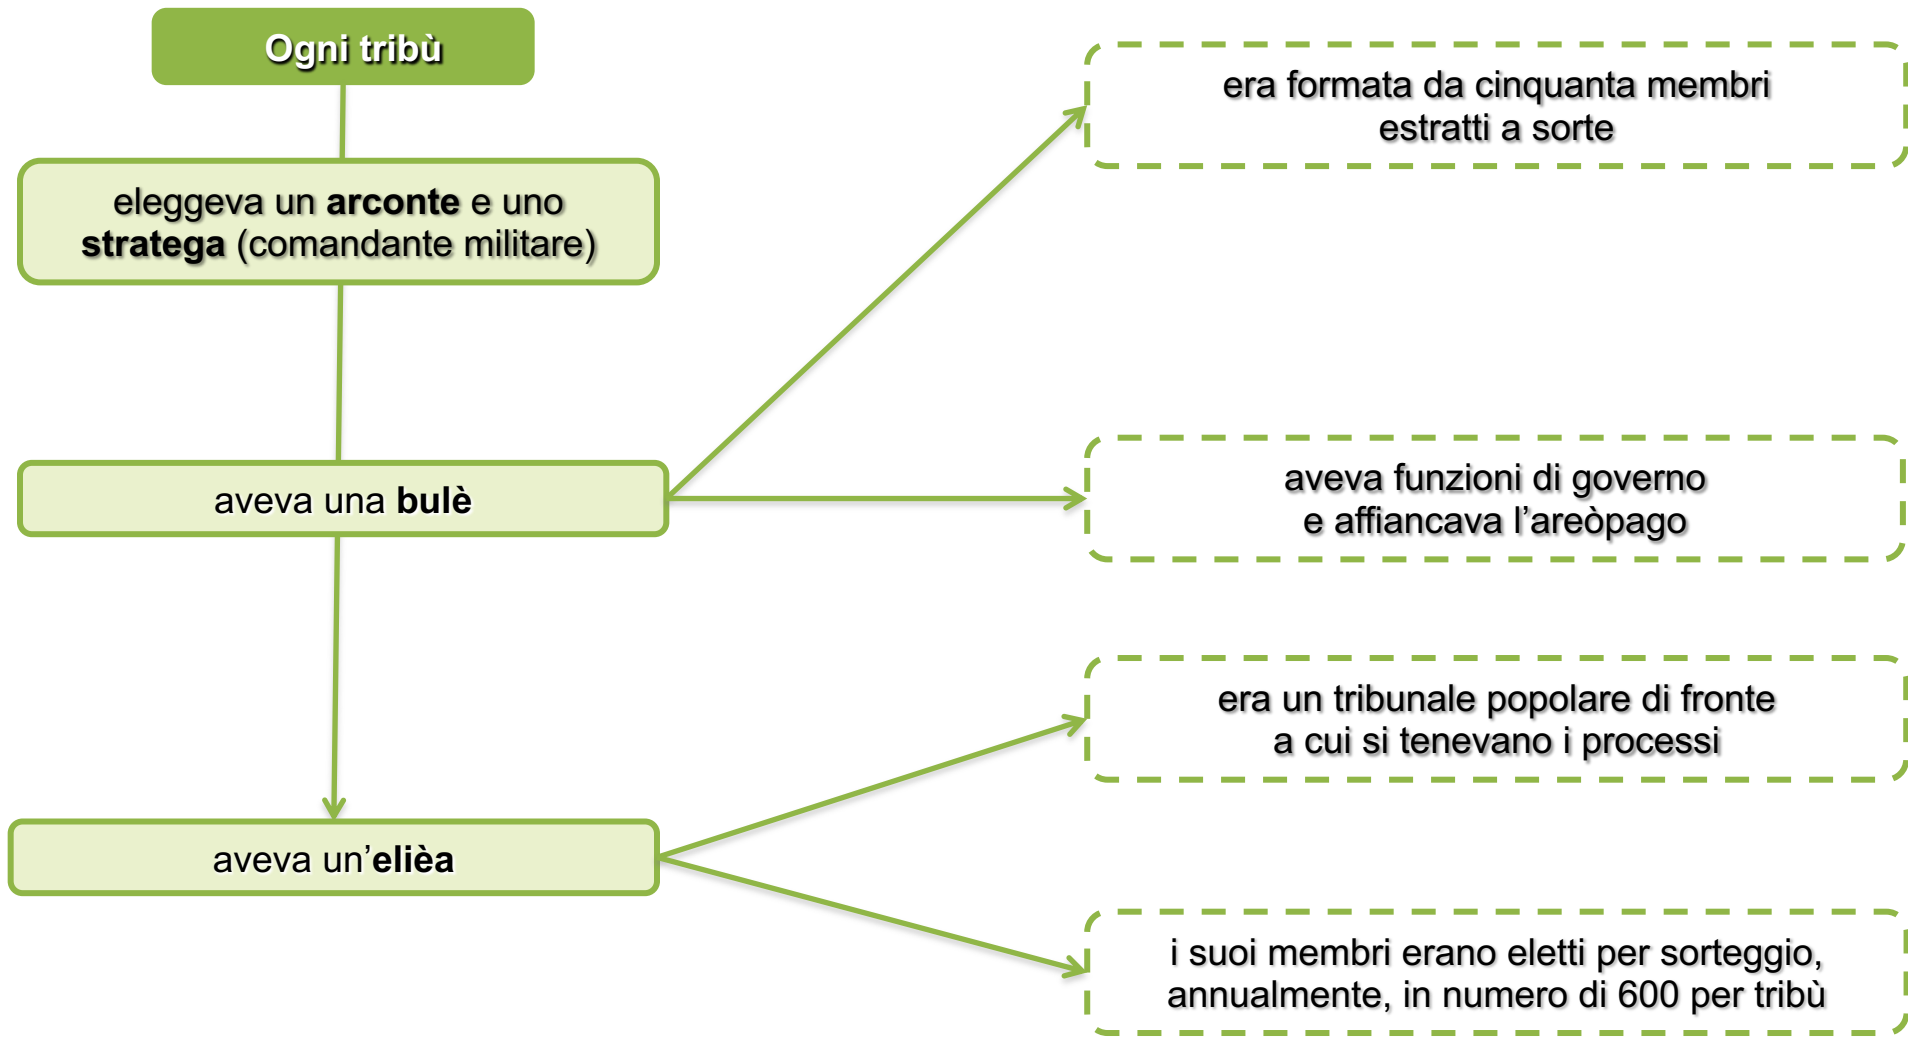 Ogni tribù
eleggeva un arconte e uno
stratega (comandante militare)
aveva una bulè
aveva un’elièa
era formata da cinquanta membri
estratti a sorte
aveva funzioni di governo
e affiancava l’areòpago
era un tribunale popolare di fronte
a cui si tenevano i processi
i suoi membri erano eletti per sorteggio,
annualmente, in numero di 600 per tribù